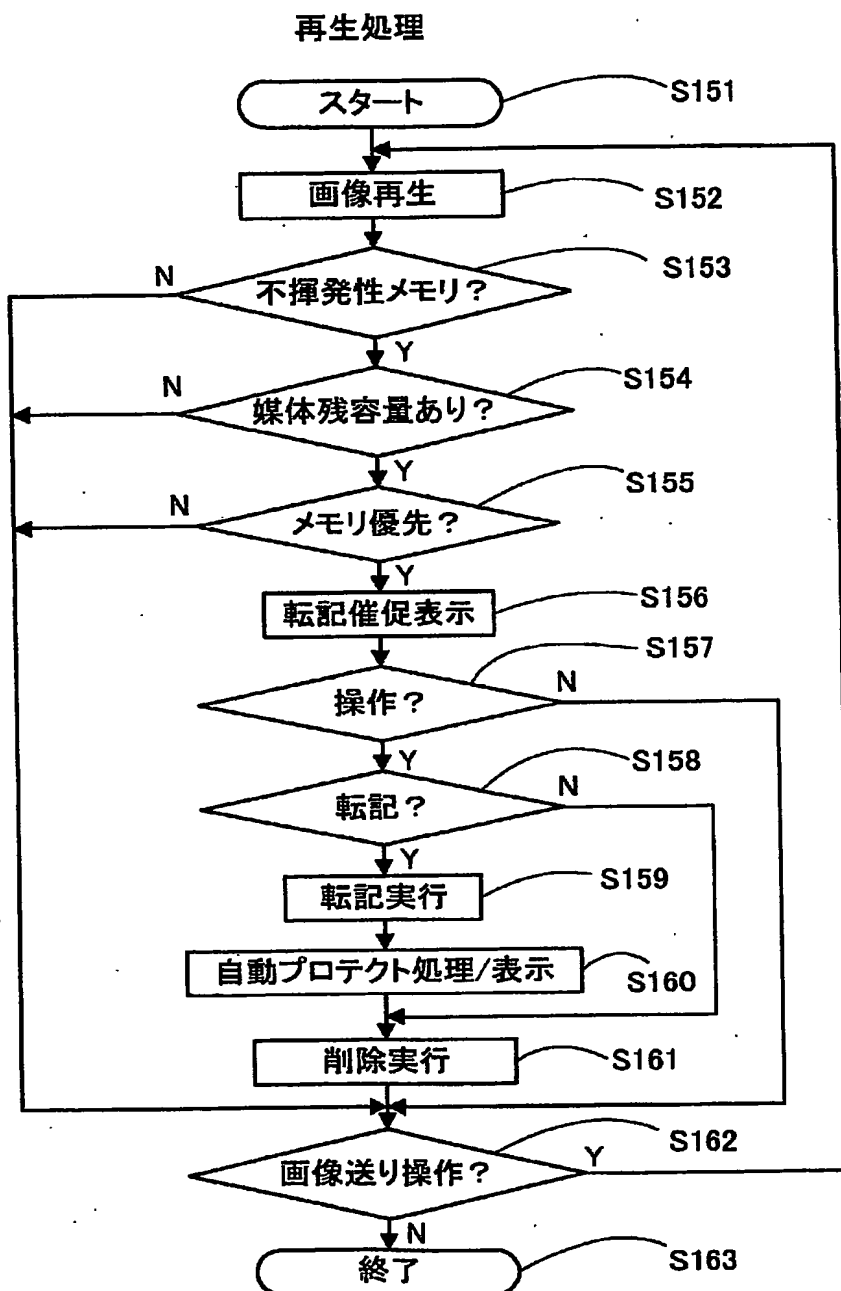 再生処理
スタート
S151
画像再生
S152
不揮発性メモリ?
S153
N
Y
媒体残容量あり?
S154
N
Y
メモリ優先?
S155
N
Y
転記催促表示
S156
操作?
S157
N
Y
転記?
S158
N
Y
転記実行
S159
自動プロテクト処理/表示
S160
削除実行
S161
画像送り操作?
S162
Y
N
終了
S163